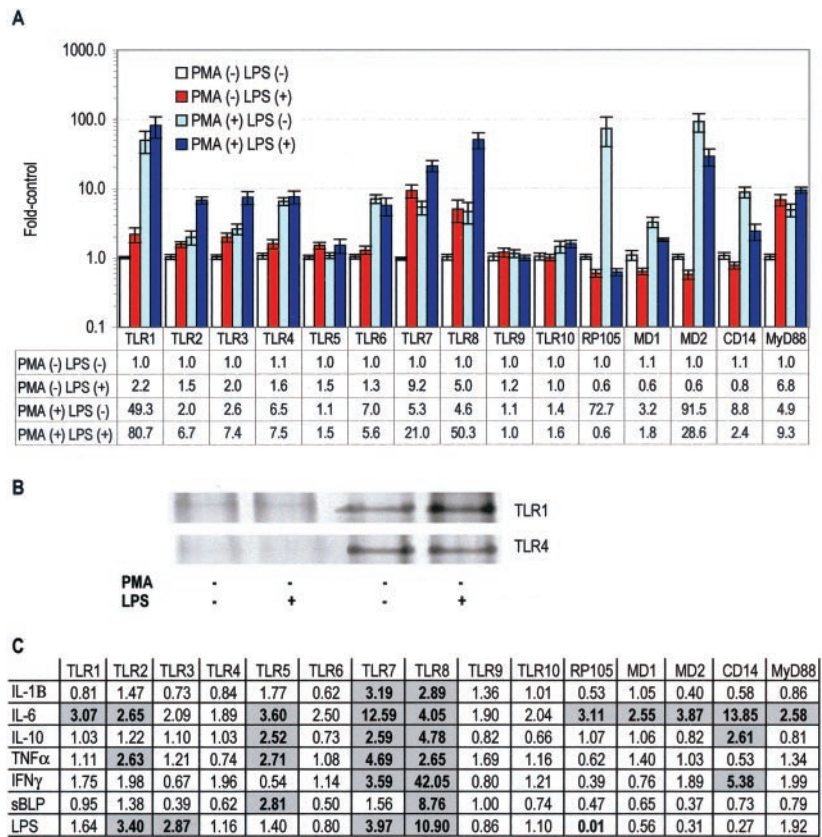 A
1000.0
100.0
10.0
1.0
0.1
Fold-control
PMA (-) LPS (-)
PMA (-) LPS (+)
PMA (+) LPS (-)
PMA (+) LPS (+)
TLR1 TLR2 TLR3 TLR4 TLR5 TLR6 TLR7 TLR8 TLR9 TLR10 RP105 MD1 MD2 CD14 MyD88
PMA (-) LPS (-) 1.0 1.0 1.0 1.1 1.0 1.0 1.0 1.0 1.0 1.0 1.0 1.1 1.0 1.1 1.0
PMA (-) LPS (+) 2.2 1.5 2.0 1.6 1.5 1.3 9.2 5.0 1.2 1.0 0.6 0.6 0.6 0.8 6.8
PMA (+) LPS (-) 49.3 2.0 2.6 6.5 1.1 7.0 5.3 4.6 1.1 1.4 72.7 3.2 91.5 8.8 4.9
PMA (+) LPS (+) 80.7 6.7 7.4 7.5 1.5 5.6 21.0 50.3 1.0 1.6 0.6 1.8 28.6 2.4 9.3
B
TLR1
TLR4
PMA - - - -
LPS - + - +
C
TLR1 TLR2 TLR3 TLR4 TLR5 TLR6 TLR7 TLR8 TLR9 TLR10 RP105 MD1 MD2 CD14 MyD88
IL-1B 0.81 1.47 0.73 0.84 1.77 0.62 3.19 2.89 1.36 1.01 0.53 1.05 0.40 0.58 0.86
IL-6 3.07 2.65 2.09 1.89 3.60 2.50 12.59 4.05 1.90 2.04 3.11 2.55 3.87 13.85 2.58
IL-10 1.03 1.22 1.10 1.03 2.52 0.73 2.59 4.78 0.82 0.66 1.07 1.06 0.82 2.61 0.81
TNFα 1.11 2.63 1.21 0.74 2.71 1.08 4.69 2.65 1.69 1.16 0.62 1.40 1.03 0.53 1.34
IFNγ 1.75 1.98 0.67 1.96 0.54 1.14 3.59 42.05 0.80 1.21 0.39 0.76 1.89 5.38 1.99
sBLP 0.95 1.38 0.39 0.62 2.81 0.50 1.56 8.76 1.00 0.74 0.47 0.65 0.37 0.73 0.79
LPS 1.64 3.40 2.87 1.16 1.40 0.80 3.97 10.90 0.86 1.10 0.01 0.56 0.31 0.27 1.92